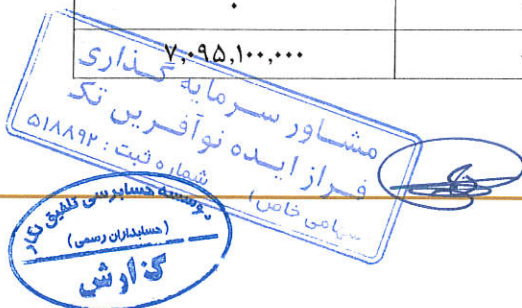 ۰
۷,۰۹۵,۱۰۰,۰۰۰
مشاور سرمایه گذاری
فراز ایده نوآفرین تک
شماره ثبت : ۵۱۸۸۹۲
(سهامی خاص)
موسسه حسابرسی تلفیق نگار
(حسابداران رسمی)
گزارش